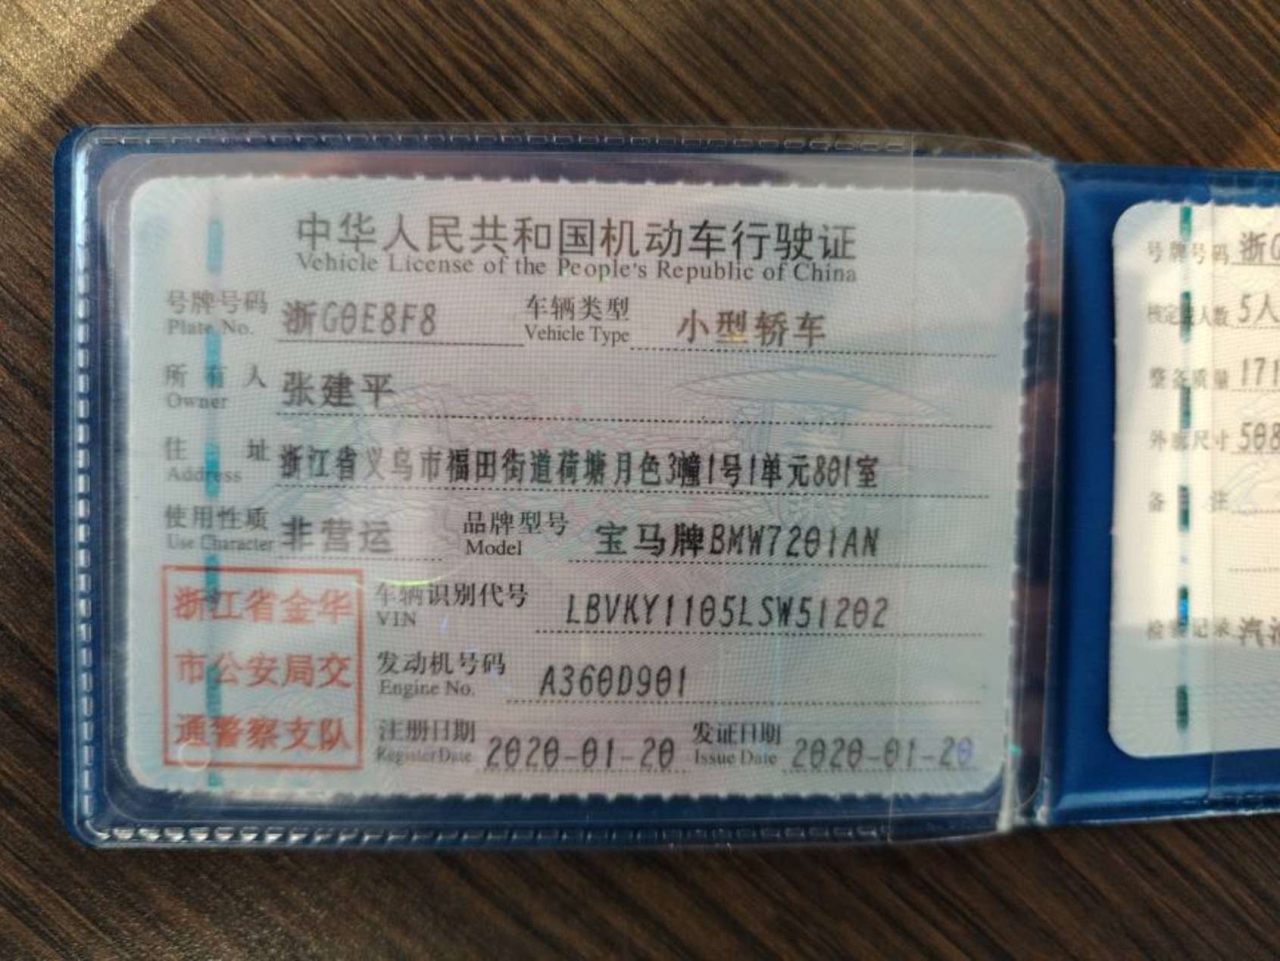 中华人民共和国机动车行驶证
Vehicle License of the People's Republic of China
号牌号码 浙G0E8F8 车辆类型 小型轿车
Plate No. Vehicle Type
所有人 张建平
Owner
住址 浙江省义乌市福田街道荷塘月色3幢1号1单元801室
Address
使用性质 非营运 品牌型号 宝马牌BMW7201AN
Use Character Model
浙江省金华
市公安局交
通警察支队
车辆识别代号 LBVKY1105LSW51202
VIN
发动机号码 A360D901
Engine No.
注册日期 2020-01-20 发证日期 2020-01-20
Register Date Issue Date
号牌号码 浙G
核定载人数 5人
整备质量 171
外廓尺寸 508
备注
检验记录 汽